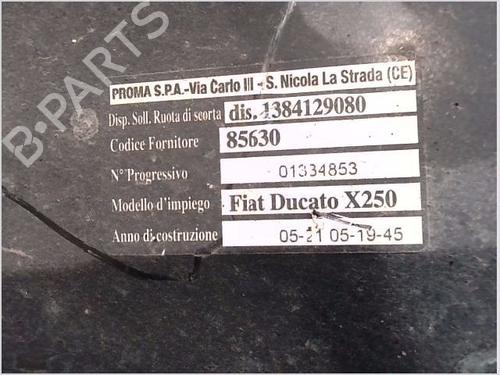 B-PARTS
PROMA S.P.A.-Via Carlo III - S. Nicola La Strada (CE)
Disp. Soll. Ruota di scorta dis. 1384129080
Codice Fornitore 85630
N° Progressivo 01334853
Modello d'impiego Fiat Ducato X250
Anno di costruzione 05-21 05-19-45